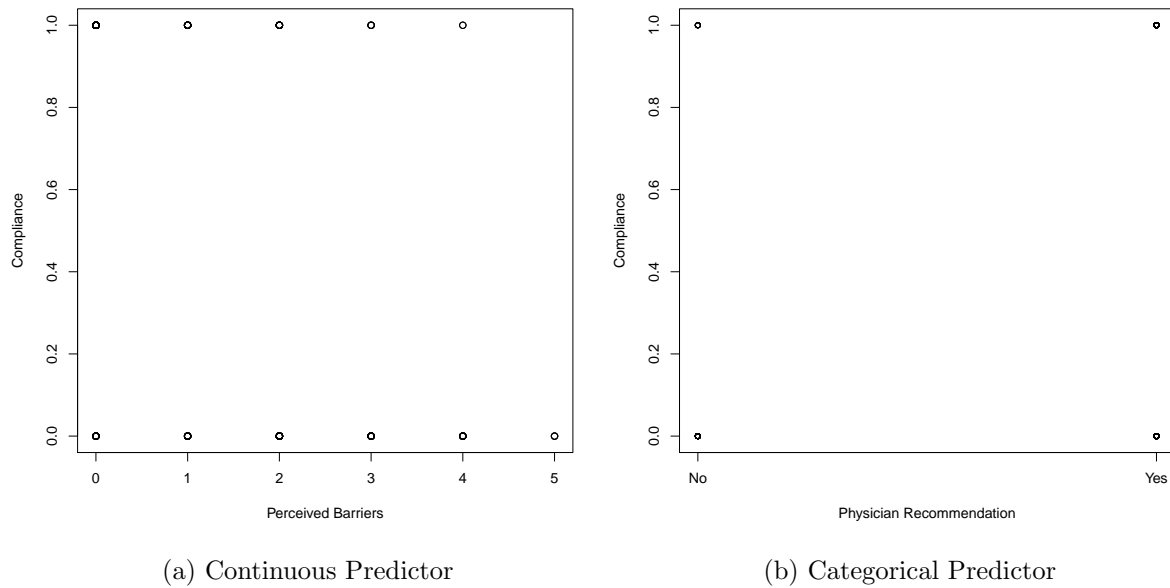 1.0
0.8
0.6
0.4
0.2
0.0
Compliance
0 1 2 3 4 5
Perceived Barriers
(a) Continuous Predictor
1.0
0.8
0.6
0.4
0.2
0.0
Compliance
No Yes
Physician Recommendation
(b) Categorical Predictor